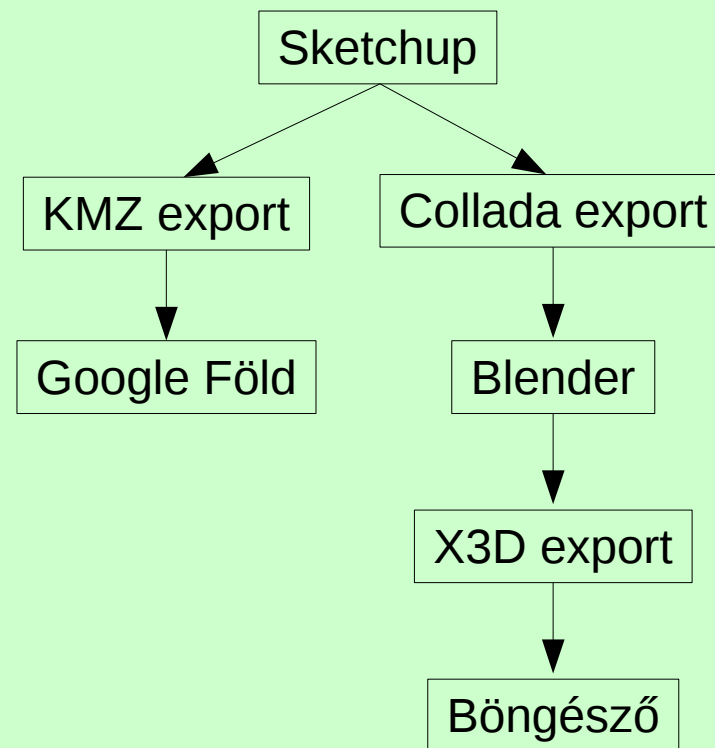 Sketchup
KMZ export
Collada export
Google Föld
Blender
X3D export
Böngésző